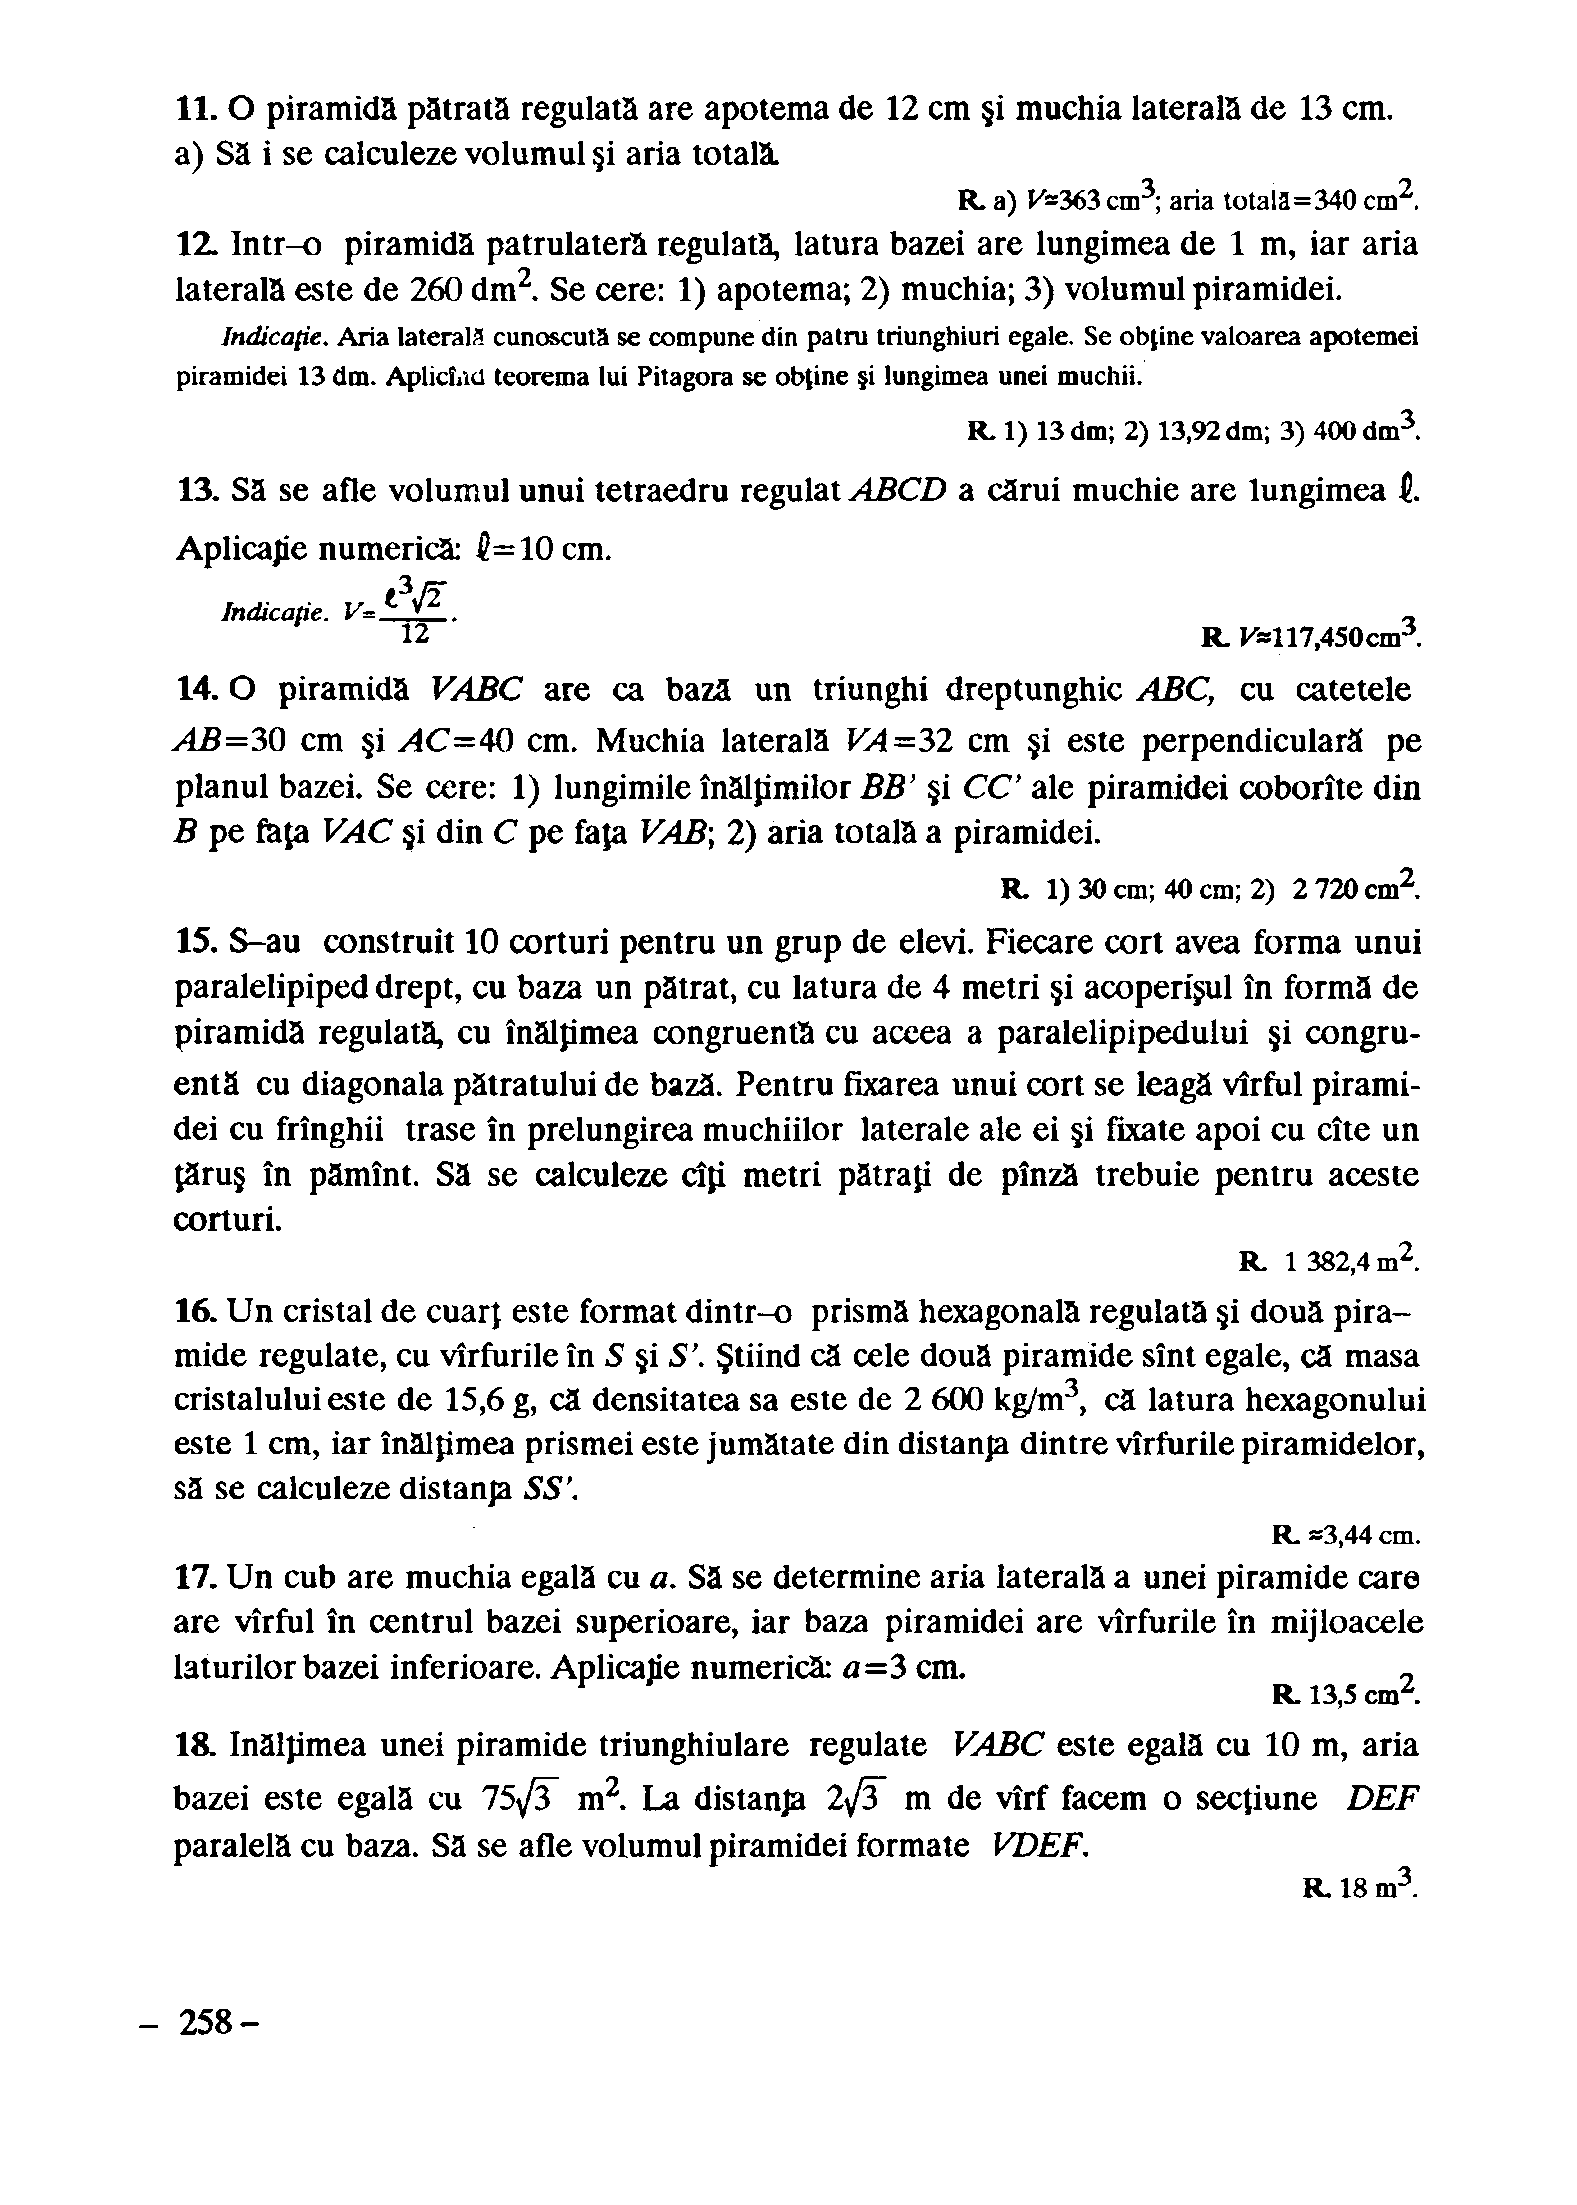 11. O piramidă pătrată regulată are apotema de 12 cm şi muchia laterală de 13 cm.
a) Să i se calculeze volumul şi aria totală.
R. a) V≈363 cm³; aria totală=340 cm².
12. Intr–o piramidă patrulateră regulată, latura bazei are lungimea de 1 m, iar aria
laterală este de 260 dm². Se cere: 1) apotema; 2) muchia; 3) volumul piramidei.
Indicaţie. Aria laterală cunoscută se compune din patru triunghiuri egale. Se obţine valoarea apotemei
piramidei 13 dm. Aplicînd teorema lui Pitagora se obţine şi lungimea unei muchii.
R. 1) 13 dm; 2) 13,92 dm; 3) 400 dm³.
13. Să se afle volumul unui tetraedru regulat ABCD a cărui muchie are lungimea ℓ.
Aplicaţie numerică: ℓ=10 cm.
Indicaţie. V=ℓ³√2/12.
R. V≈117,450cm³.
14. O piramidă VABC are ca bază un triunghi dreptunghic ABC, cu catetele
AB=30 cm şi AC=40 cm. Muchia laterală VA=32 cm şi este perpendiculară pe
planul bazei. Se cere: 1) lungimile înălţimilor BB' şi CC' ale piramidei coborîte din
B pe faţa VAC şi din C pe faţa VAB; 2) aria totală a piramidei.
R. 1) 30 cm; 40 cm; 2) 2 720 cm².
15. S–au construit 10 corturi pentru un grup de elevi. Fiecare cort avea forma unui
paralelipiped drept, cu baza un pătrat, cu latura de 4 metri şi acoperişul în formă de
piramidă regulată, cu înălţimea congruentă cu aceea a paralelipipedului şi congru-
entă cu diagonala pătratului de bază. Pentru fixarea unui cort se leagă vîrful pirami-
dei cu frînghii trase în prelungirea muchiilor laterale ale ei şi fixate apoi cu cîte un
ţăruş în pămînt. Să se calculeze cîţi metri pătraţi de pînză trebuie pentru aceste
corturi.
R. 1 382,4 m².
16. Un cristal de cuarţ este format dintr–o prismă hexagonală regulată şi două pira–
mide regulate, cu vîrfurile în S şi S'. Ştiind că cele două piramide sînt egale, că masa
cristalului este de 15,6 g, că densitatea sa este de 2 600 kg/m³, că latura hexagonului
este 1 cm, iar înălţimea prismei este jumătate din distanţa dintre vîrfurile piramidelor,
să se calculeze distanţa SS'.
R. ≈3,44 cm.
17. Un cub are muchia egală cu a. Să se determine aria laterală a unei piramide care
are vîrful în centrul bazei superioare, iar baza piramidei are vîrfurile în mijloacele
laturilor bazei inferioare. Aplicaţie numerică: a=3 cm.
R. 13,5 cm².
18. Inălţimea unei piramide triunghiulare regulate VABC este egală cu 10 m, aria
bazei este egală cu 75√3 m². La distanţa 2√3 m de vîrf facem o secţiune DEF
paralelă cu baza. Să se afle volumul piramidei formate VDEF.
R. 18 m³.
– 258 –